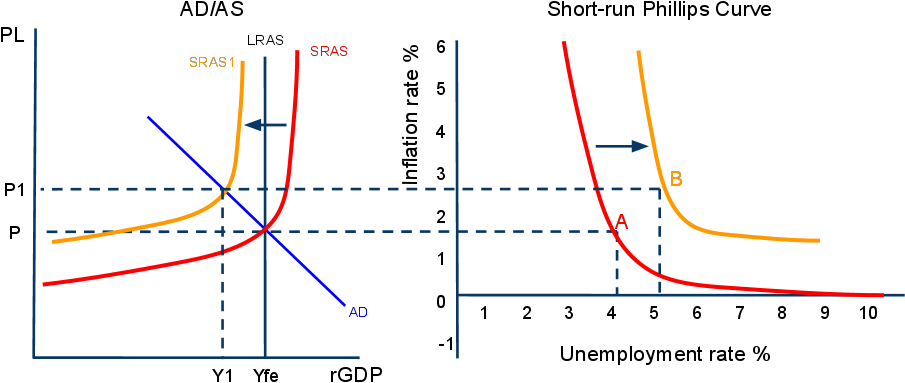 AD/AS
PL
SRAS1
LRAS
SRAS
P1
P
AD
Y1
Yfe
rGDP
Short-run Phillips Curve
Inflation rate %
6
5
4
3
2
1
0
-1
A
B
1 2 3 4 5 6 7 8 9 10
Unemployment rate %